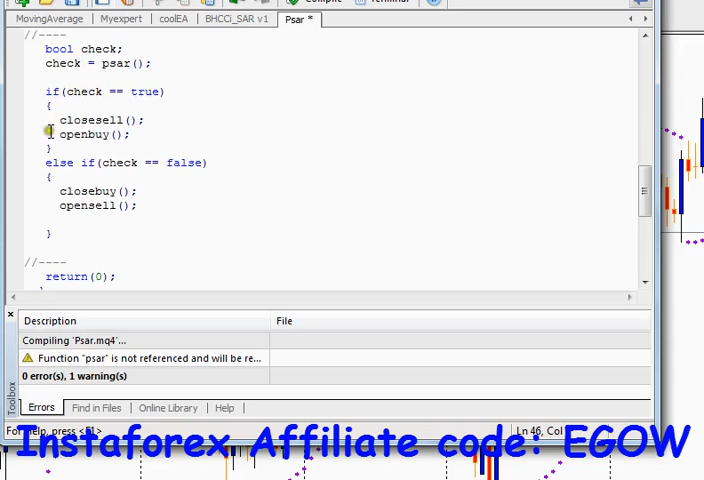 Compile
Terminal
MovingAverage
Myexpert
coolEA
BHCCi_SAR v1
Psar *
//----
bool check;
check = psar();
if(check == true)
{
closesell();
openbuy();
}
else if(check == false)
{
closebuy();
opensell();
}
//----
return(0);
Description
File
Compiling 'Psar.mq4'...
Function "psar" is not referenced and will be re...
0 error(s), 1 warning(s)
Toolbox
Errors
Find in Files
Online Library
Help
For Help, press <F1>
Ln 46, Col
Instaforex Affiliate code: EGOW